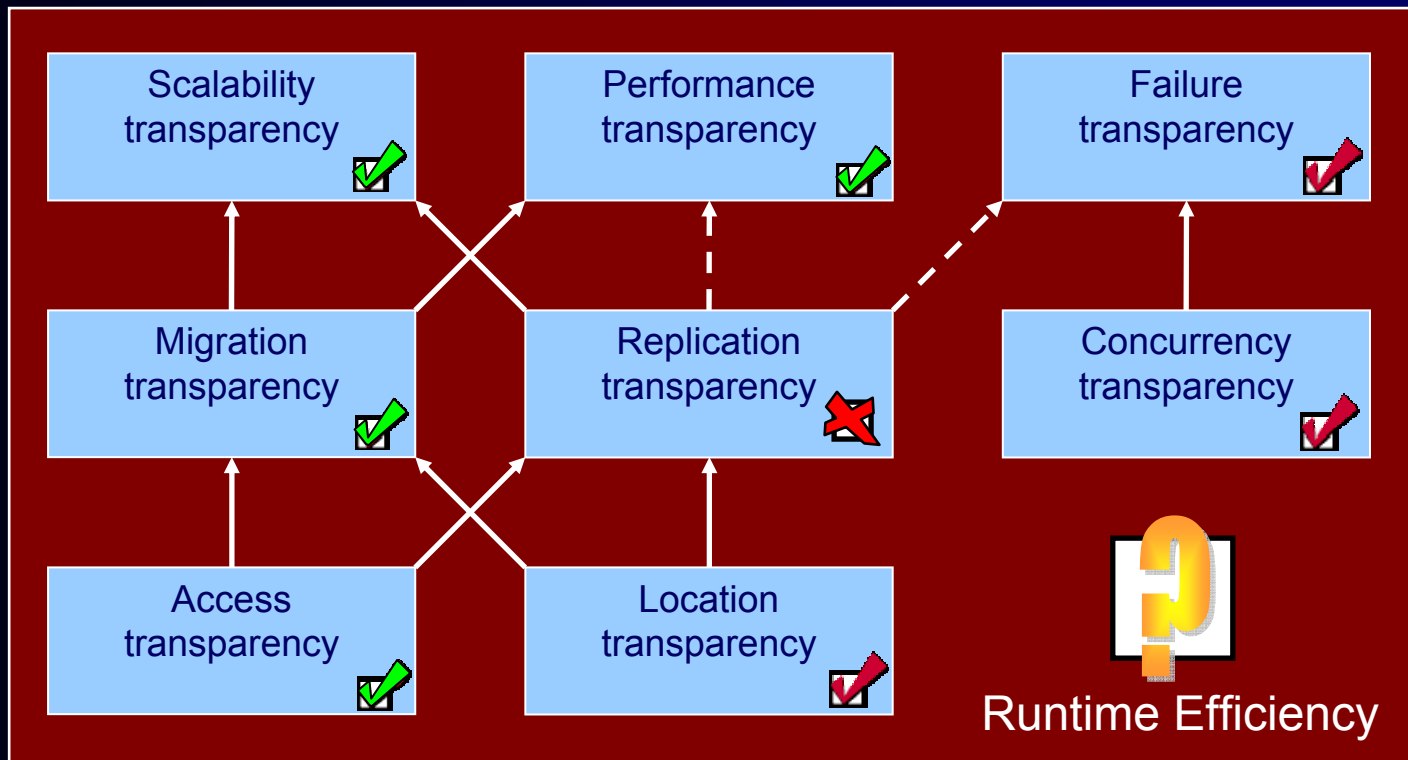 Scalability
transparency
Performance
transparency
Failure
transparency
Migration
transparency
Replication
transparency
Concurrency
transparency
Access
transparency
Location
transparency
?
Runtime Efficiency